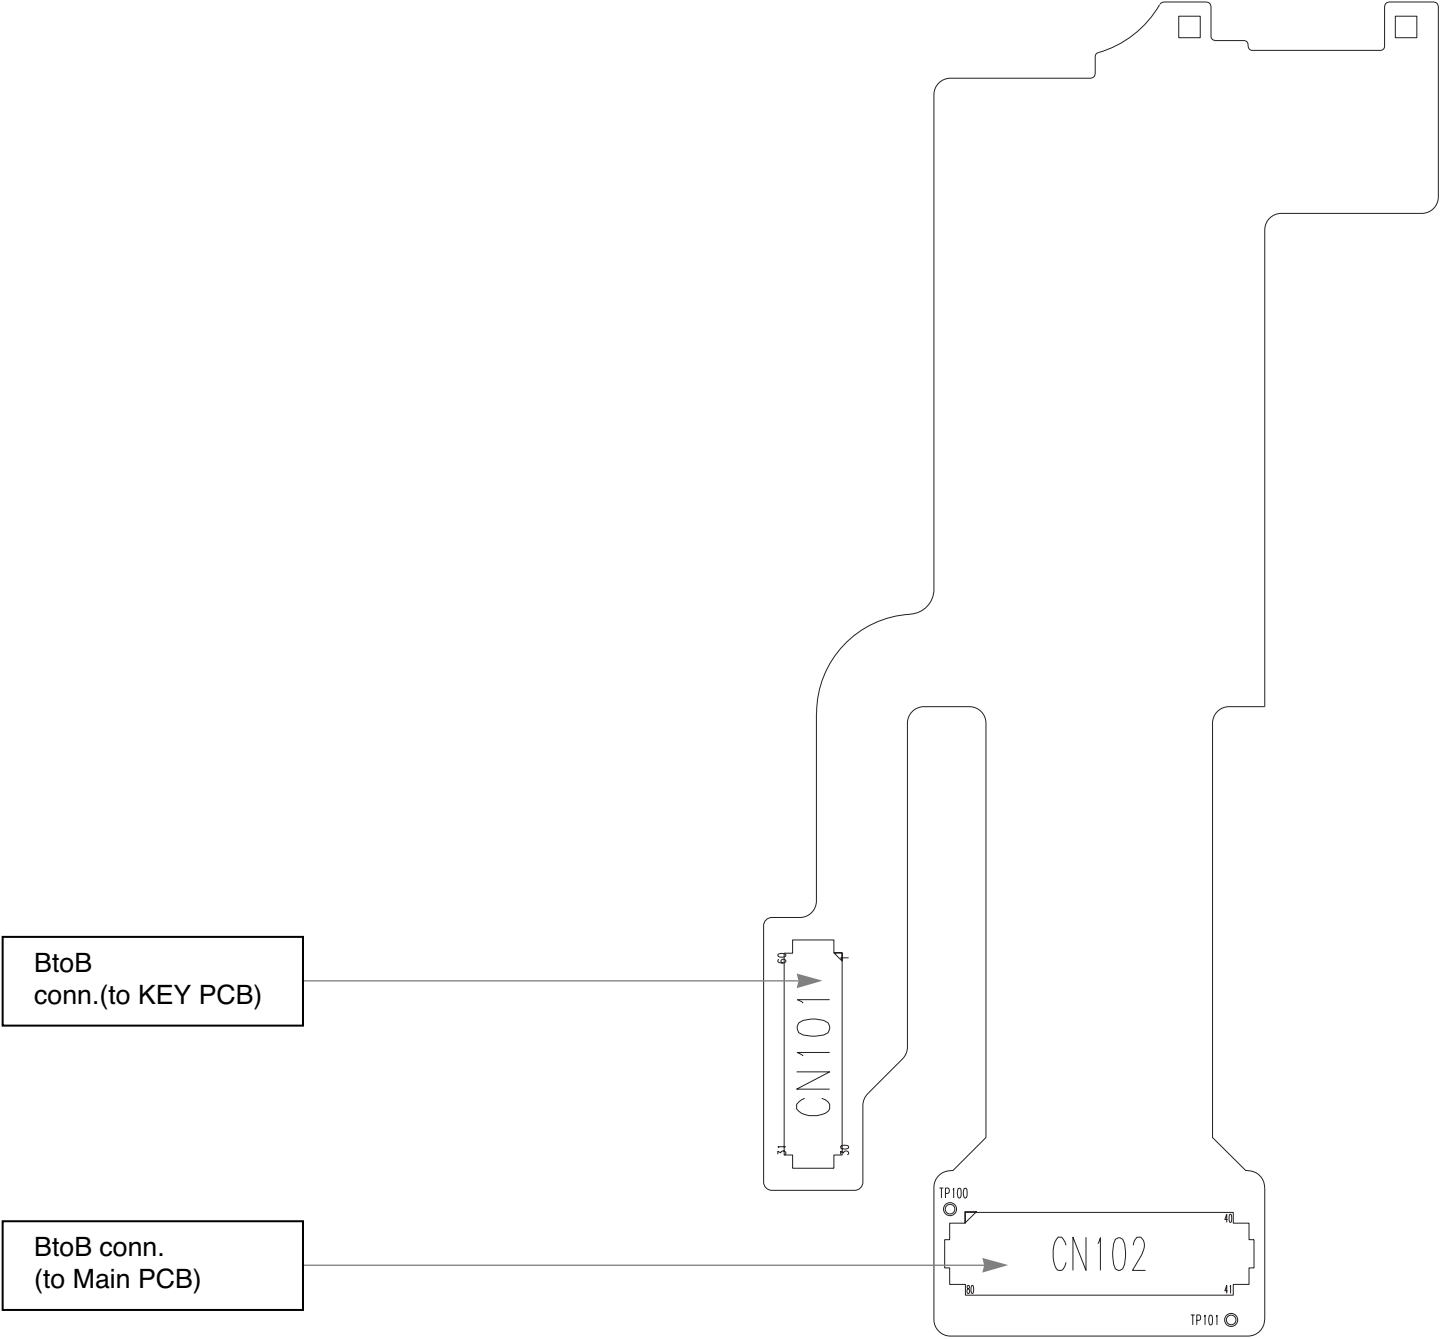 BtoB
conn.(to KEY PCB)
60
1
CN101
31
30
BtoB conn.
(to Main PCB)
TP100
40
CN102
80
41
TP101